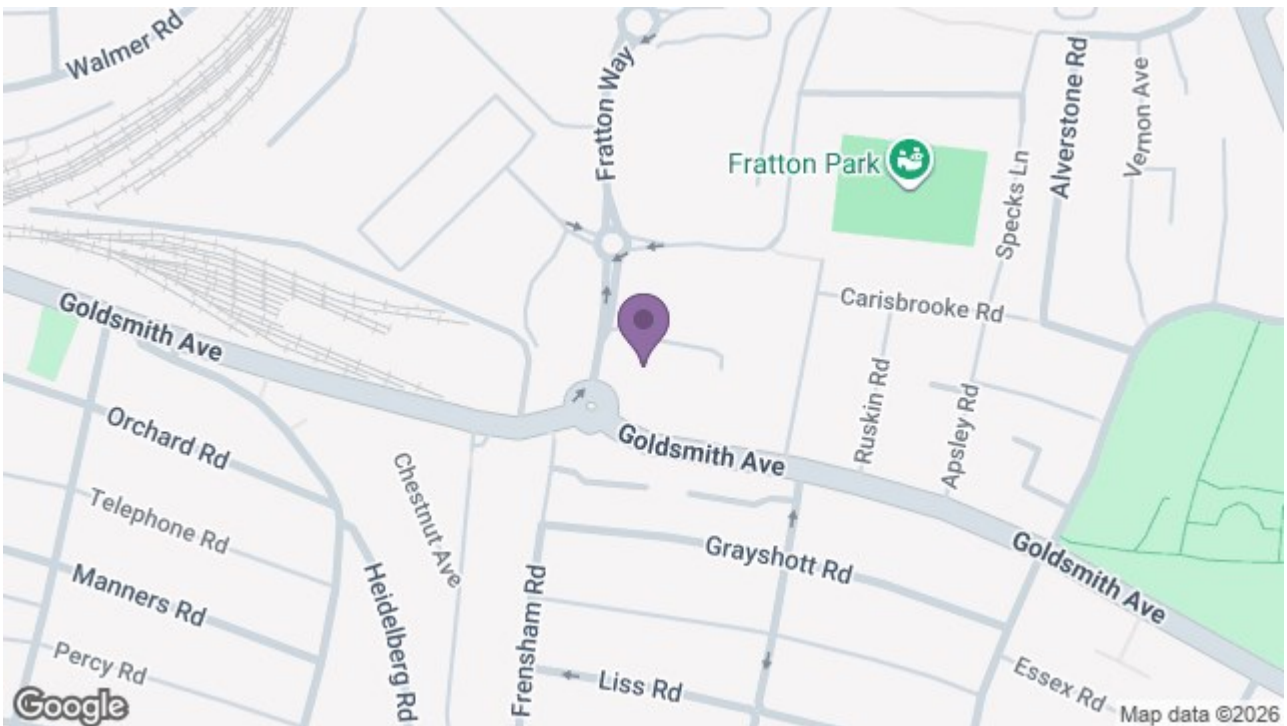 Walmer Rd
Fratton Way
Fratton Park
Specks Ln
Alverstone Rd
Vernon Ave
Goldsmith Ave
Carisbrooke Rd
Ruskin Rd
Apsley Rd
Orchard Rd
Goldsmith Ave
Chestnut Ave
Telephone Rd
Grayshott Rd
Goldsmith Ave
Manners Rd
Heidelberg Rd
Frensham Rd
Percy Rd
Liss Rd
Essex Rd
Google
Map data ©2026